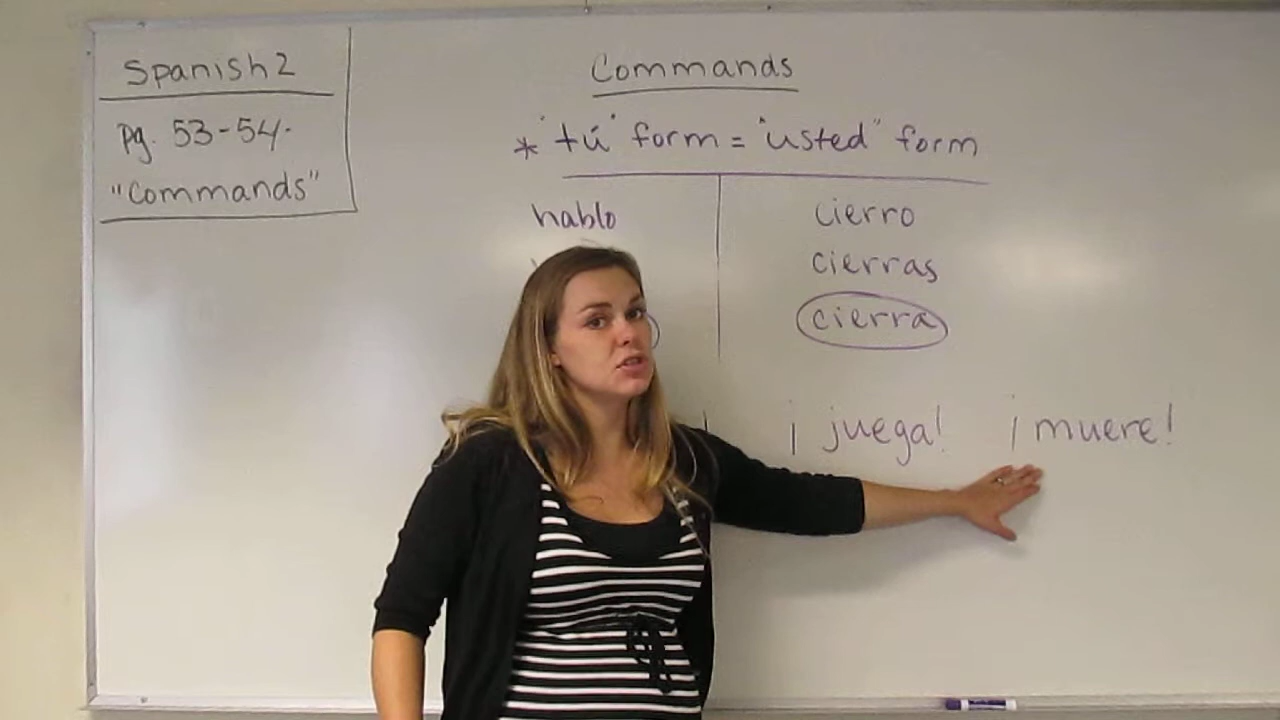 Spanish 2
pg. 53-54.
"Commands"
Commands
* "tú" form = "usted" form
hablo
cierro
cierras
cierra
¡juega! ¡muere!